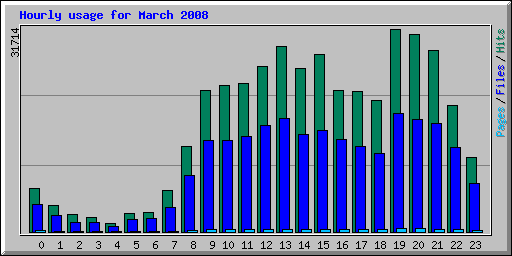 Hourly usage for March 2008
31714
Pages/Files/Hits
0 1 2 3 4 5 6 7 8 9 10 11 12 13 14 15 16 17 18 19 20 21 22 23